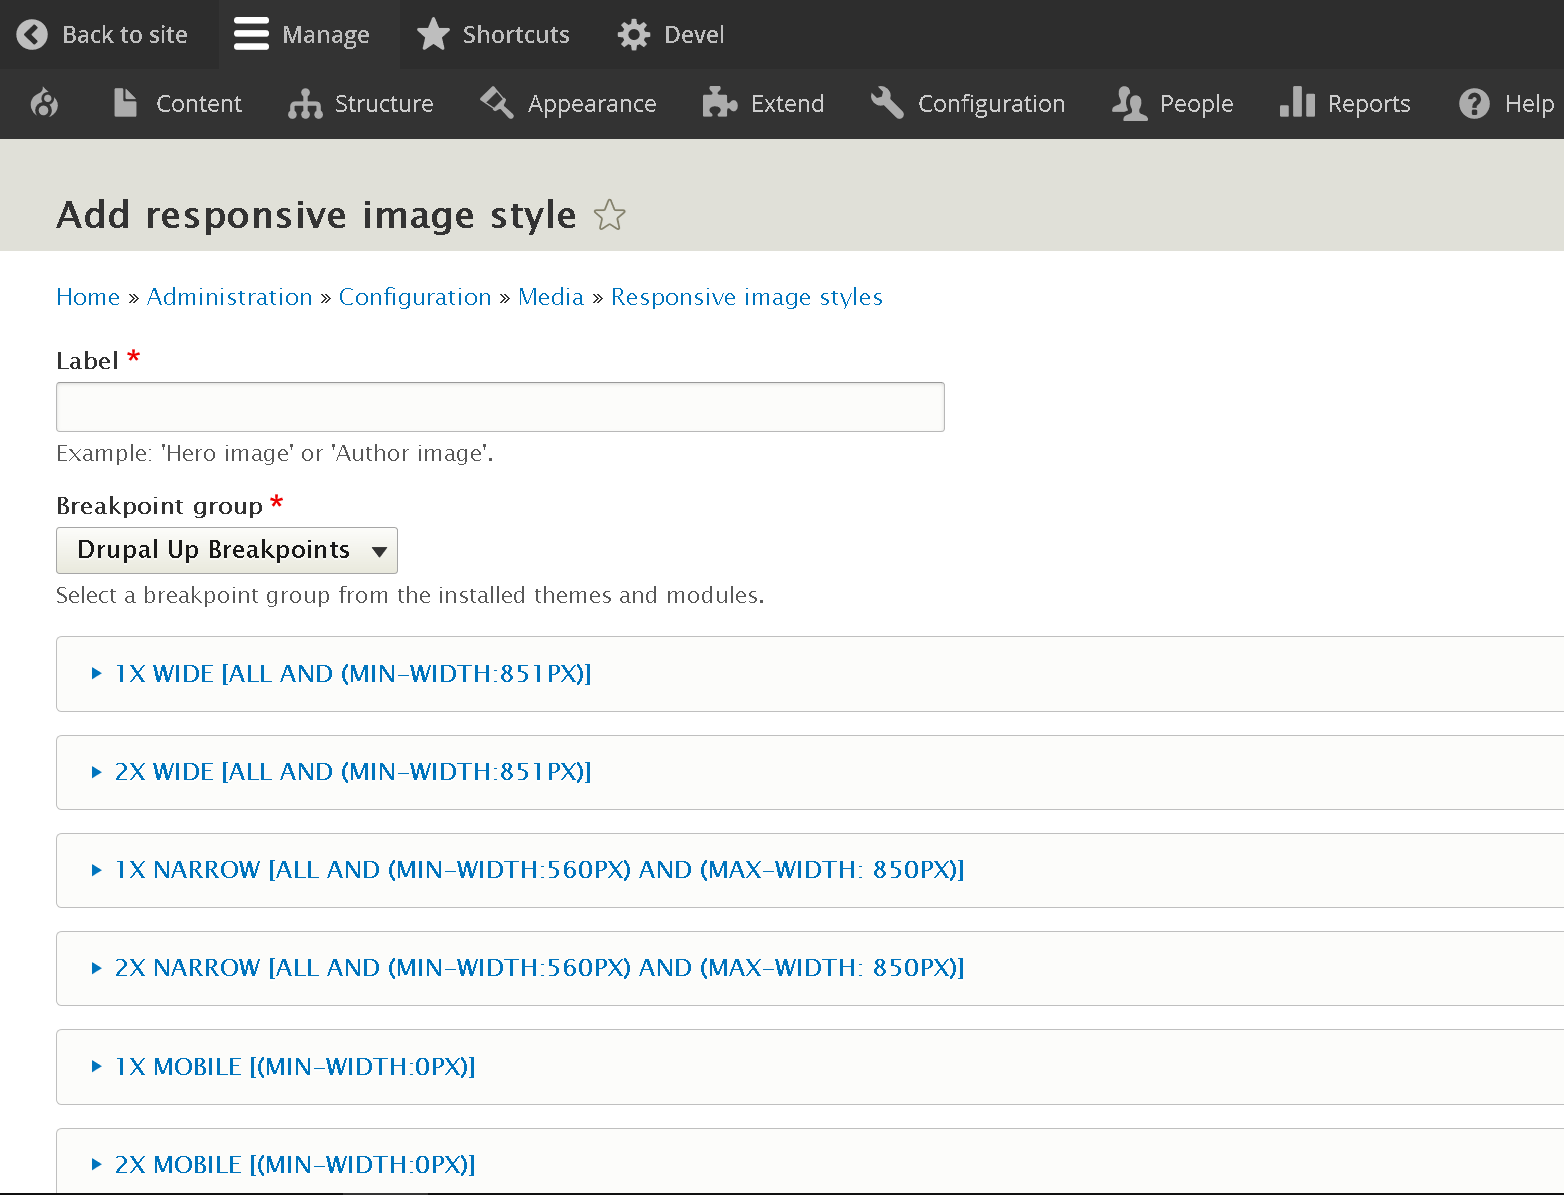 Back to site Manage Shortcuts Devel
Content Structure Appearance Extend Configuration People Reports Help
Add responsive image style
Home » Administration » Configuration » Media » Responsive image styles
Label *
Example: 'Hero image' or 'Author image'.
Breakpoint group *
Drupal Up Breakpoints
Select a breakpoint group from the installed themes and modules.
1X WIDE [ALL AND (MIN-WIDTH:851PX)]
2X WIDE [ALL AND (MIN-WIDTH:851PX)]
1X NARROW [ALL AND (MIN-WIDTH:560PX) AND (MAX-WIDTH: 850PX)]
2X NARROW [ALL AND (MIN-WIDTH:560PX) AND (MAX-WIDTH: 850PX)]
1X MOBILE [(MIN-WIDTH:0PX)]
2X MOBILE [(MIN-WIDTH:0PX)]